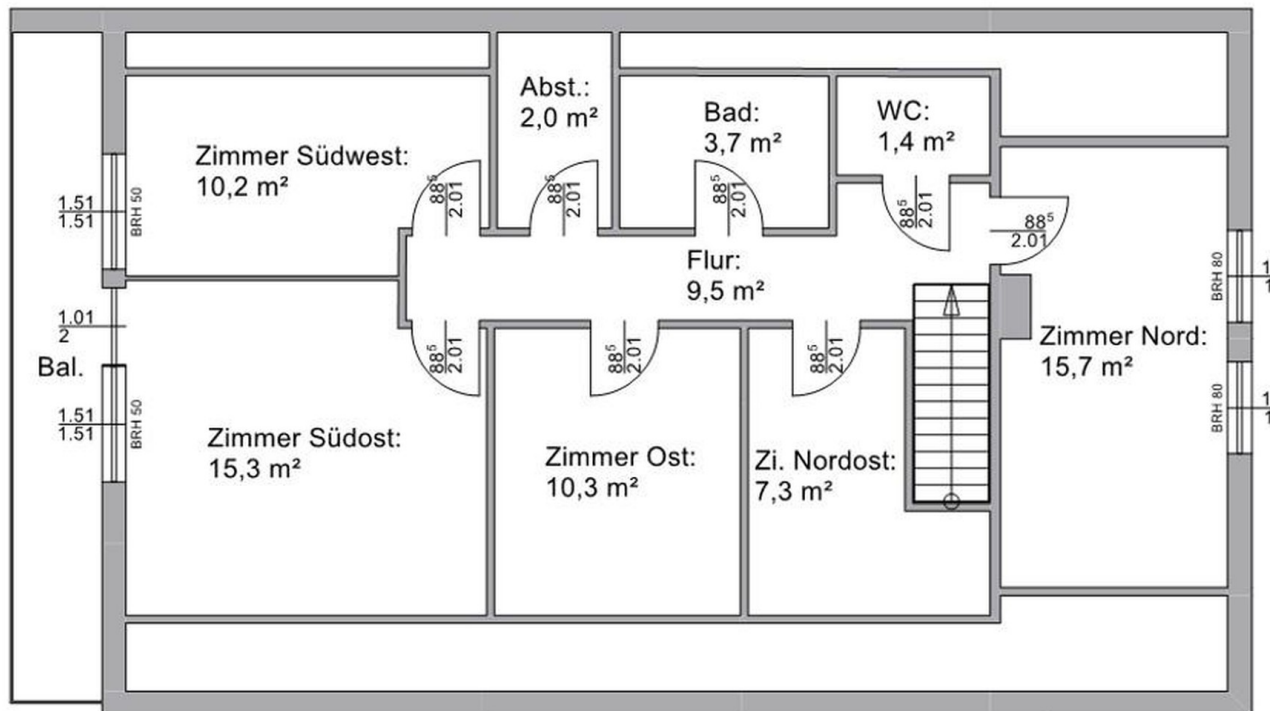 Abst.:
2,0 m²
Bad:
3,7 m²
WC:
1,4 m²
Zimmer Südwest:
10,2 m²
88⁵
2.01
88⁵
2.01
88⁵
2.01
88⁵
2.01
88⁵
2.01
1.51
1.51
BRH 50
Flur:
9,5 m²
BRH 80
1
1
1.01
2
Bal.
88⁵
2.01
88⁵
2.01
88⁵
2.01
Zimmer Nord:
15,7 m²
1.51
1.51
BRH 50
BRH 80
1
1
Zimmer Südost:
15,3 m²
Zimmer Ost:
10,3 m²
Zi. Nordost:
7,3 m²